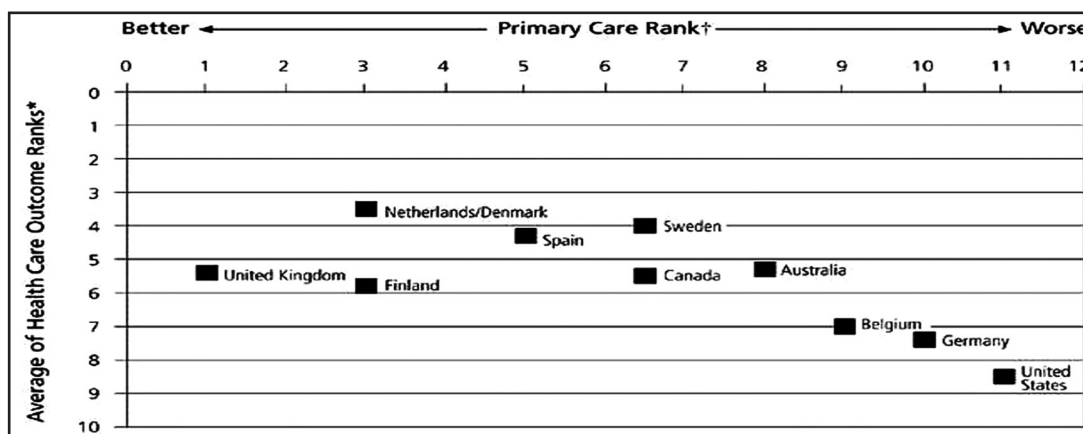 Better Primary Care Rank† Worse
0 1 2 3 4 5 6 7 8 9 10 11 12
Average of Health Care Outcome Ranks*
0
1
2
3
Netherlands/Denmark
4
Sweden
Spain
5
Australia
United Kingdom
Canada
Finland
6
7
Belgium
Germany
8
United
States
9
10